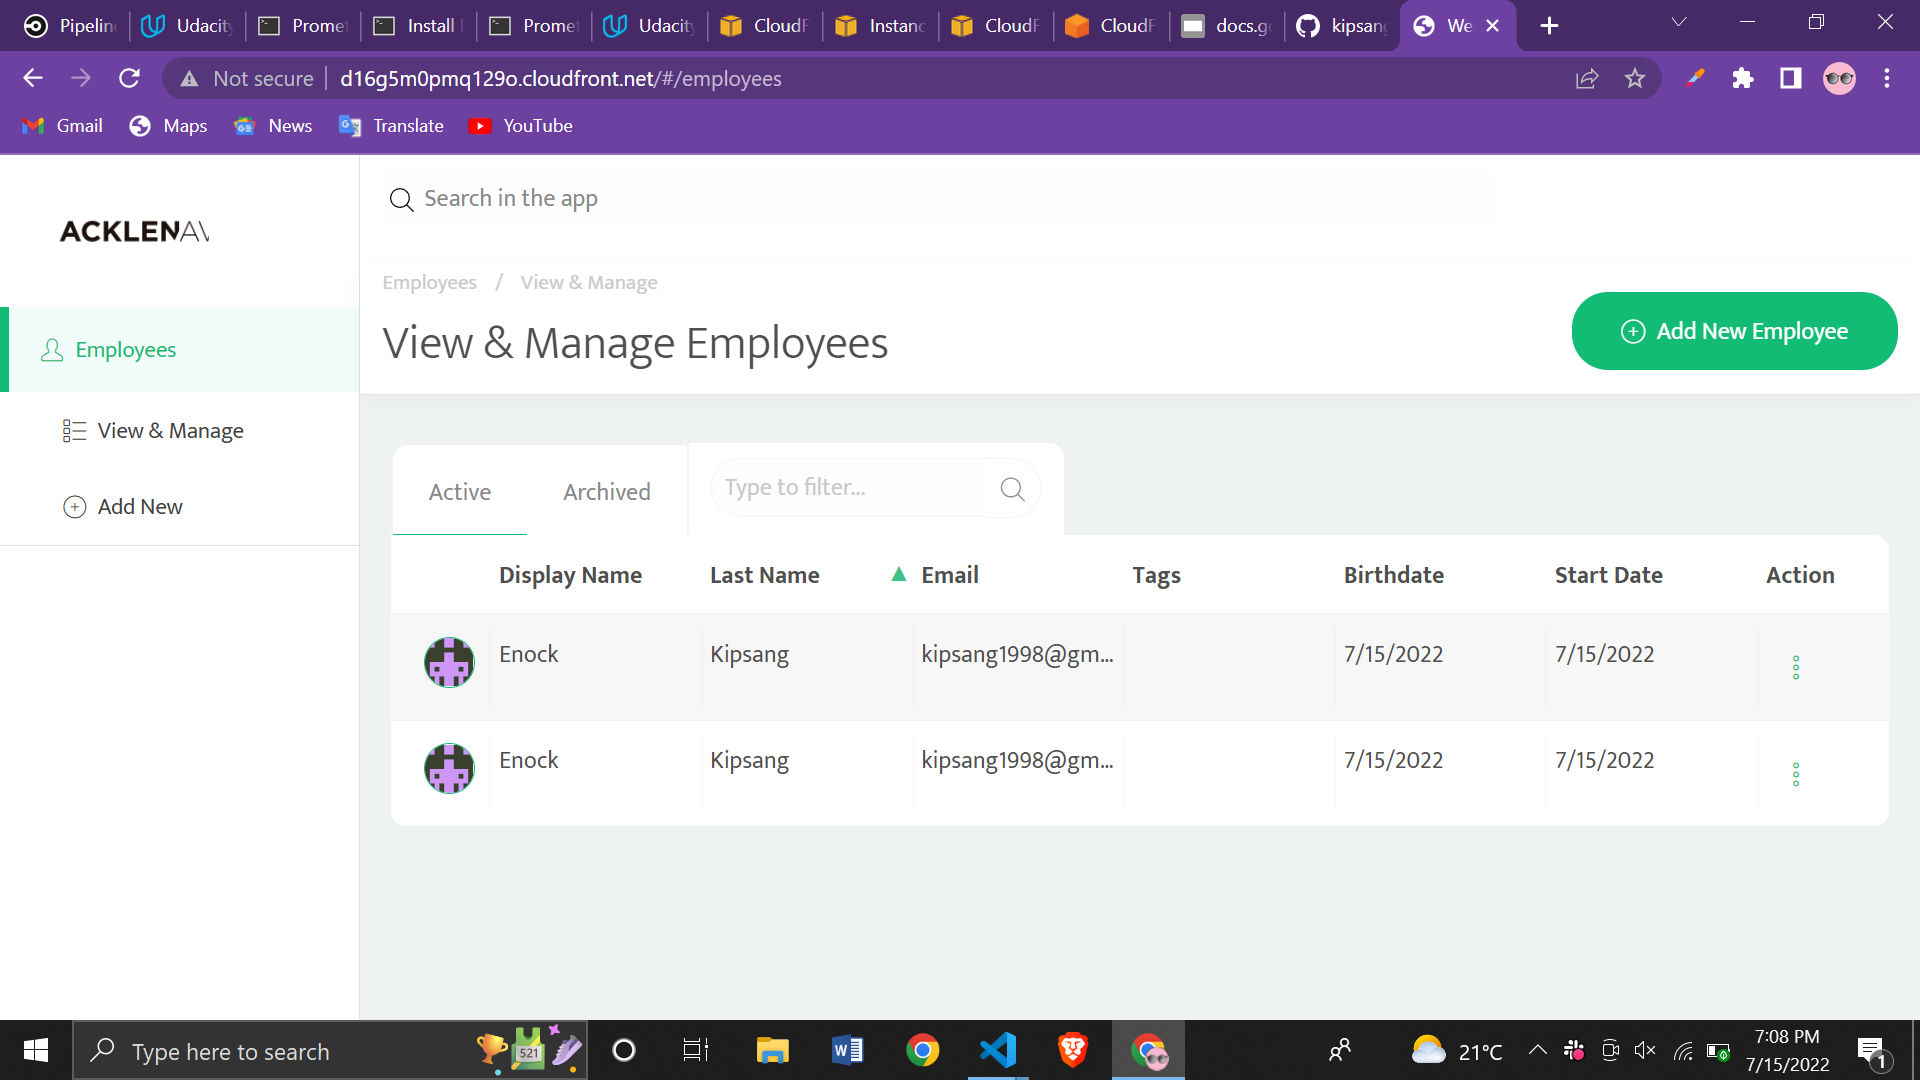 Pipelin Udacity Promet Install Promet Udacity CloudF Instanc CloudF CloudF docs.go kipsang We
Not secure d16g5m0pmq129o.cloudfront.net/#/employees
Gmail Maps News Translate YouTube
ACKLENAV
Search in the app
Employees / View & Manage
View & Manage Employees
Add New Employee
Employees
View & Manage
Add New
Active Archived Type to filter...
Display Name Last Name Email Tags Birthdate Start Date Action
Enock Kipsang kipsang1998@gm... 7/15/2022 7/15/2022
Enock Kipsang kipsang1998@gm... 7/15/2022 7/15/2022
Type here to search
521
21°C
7:08 PM
7/15/2022
1